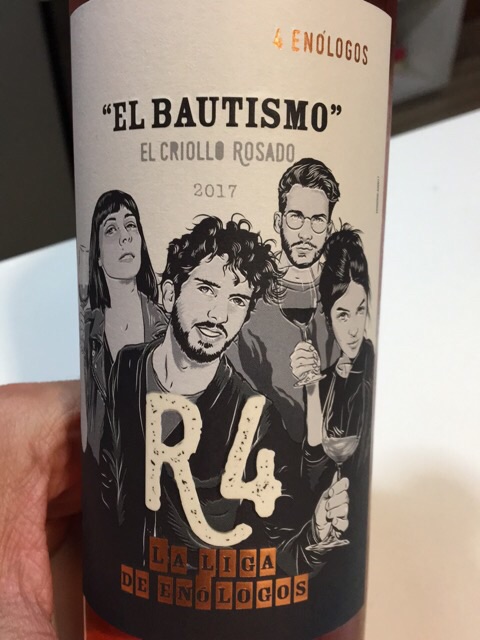 4 ENÓLOGOS
"EL BAUTISMO"
EL CRIOLLO ROSADO
2017
R4
LA LIGA
DE ENÓLOGOS